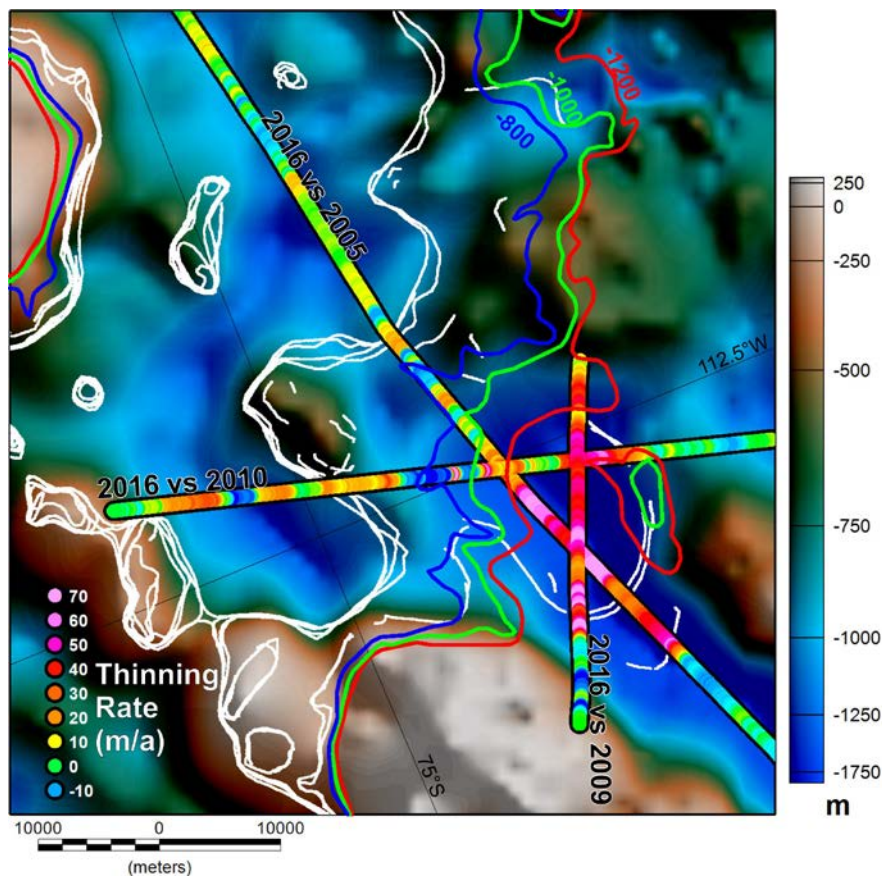 -1200
-1000
-800
2016 vs 2005
112.5°W
2016 vs 2010
2016 vs 2009
75°S
70
60
50
40
30
20
10
0
-10
Thinning
Rate
(m/a)
250
0
-250
-500
-750
-1000
-1250
-1750
m
10000 0 10000
(meters)